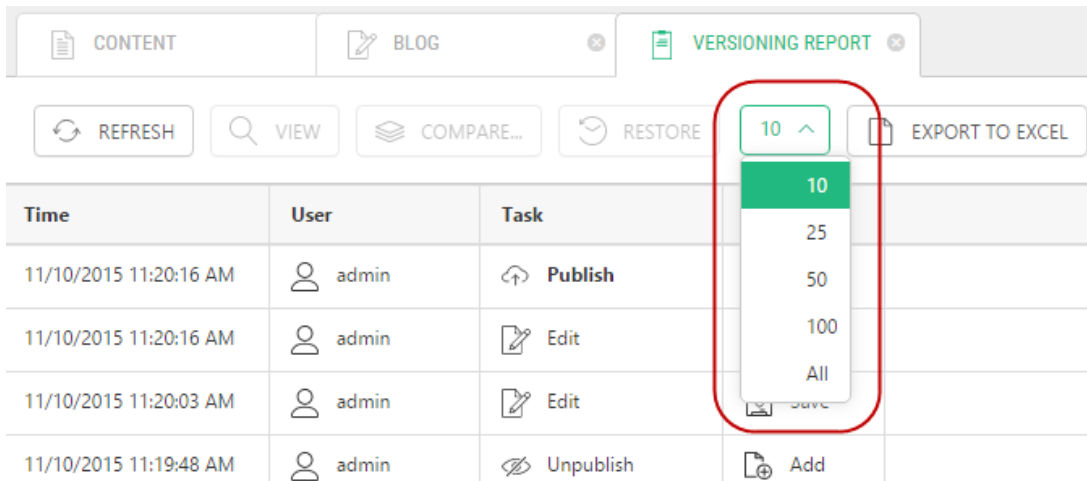 CONTENT BLOG VERSIONING REPORT
REFRESH VIEW COMPARE... RESTORE 10 EXPORT TO EXCEL
10
25
50
100
All
Time User Task
11/10/2015 11:20:16 AM admin Publish
11/10/2015 11:20:16 AM admin Edit
11/10/2015 11:20:03 AM admin Edit Save
11/10/2015 11:19:48 AM admin Unpublish Add